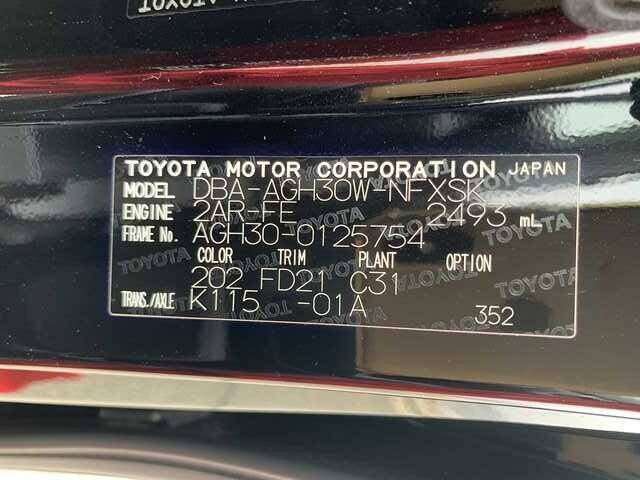 TOYOTA MOTOR CORPORATION JAPAN
MODEL DBA-AGH30W-NFXSK
ENGINE 2AR-FE 2493 mL
FRAME No. AGH30-0125754
COLOR TRIM PLANT OPTION
202 FD21 C31
TRANS./AXLE K115 -01A
352